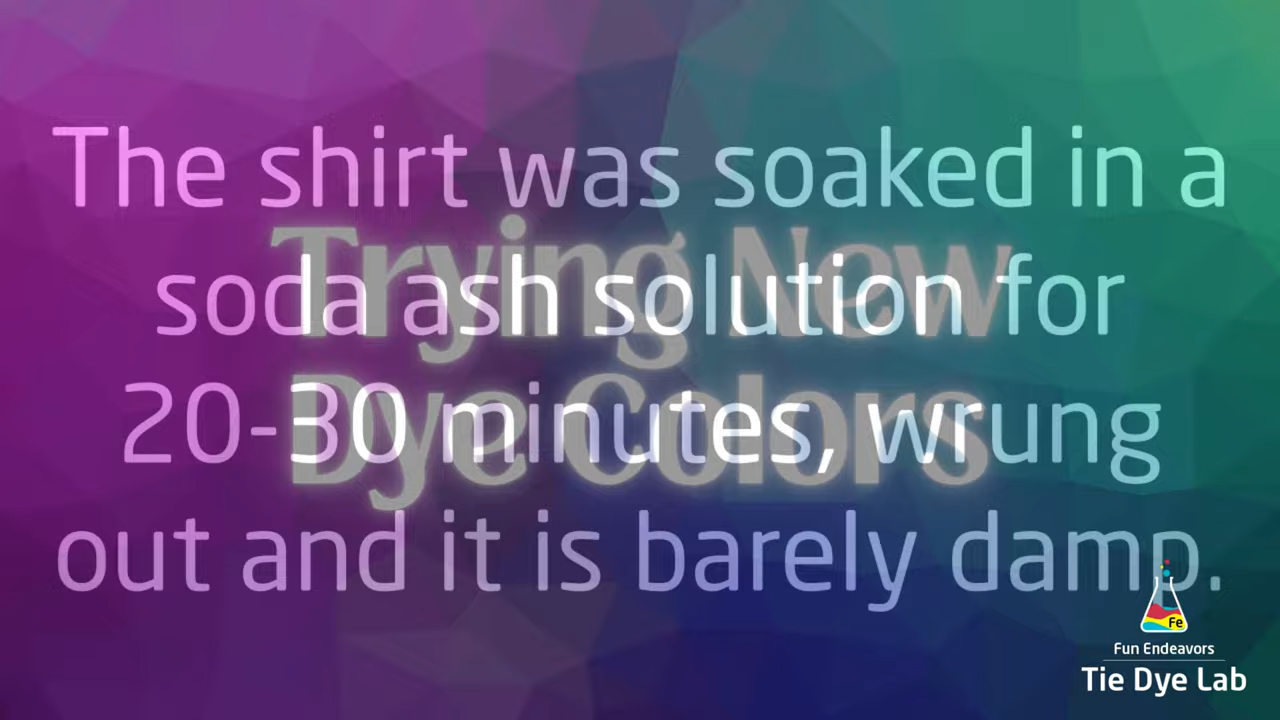 The shirt was soaked in a
soda ash solution for
20-30 minutes, wrung
out and it is barely damp.
Trying New
Dye Colors
Fe
Fun Endeavors
Tie Dye Lab